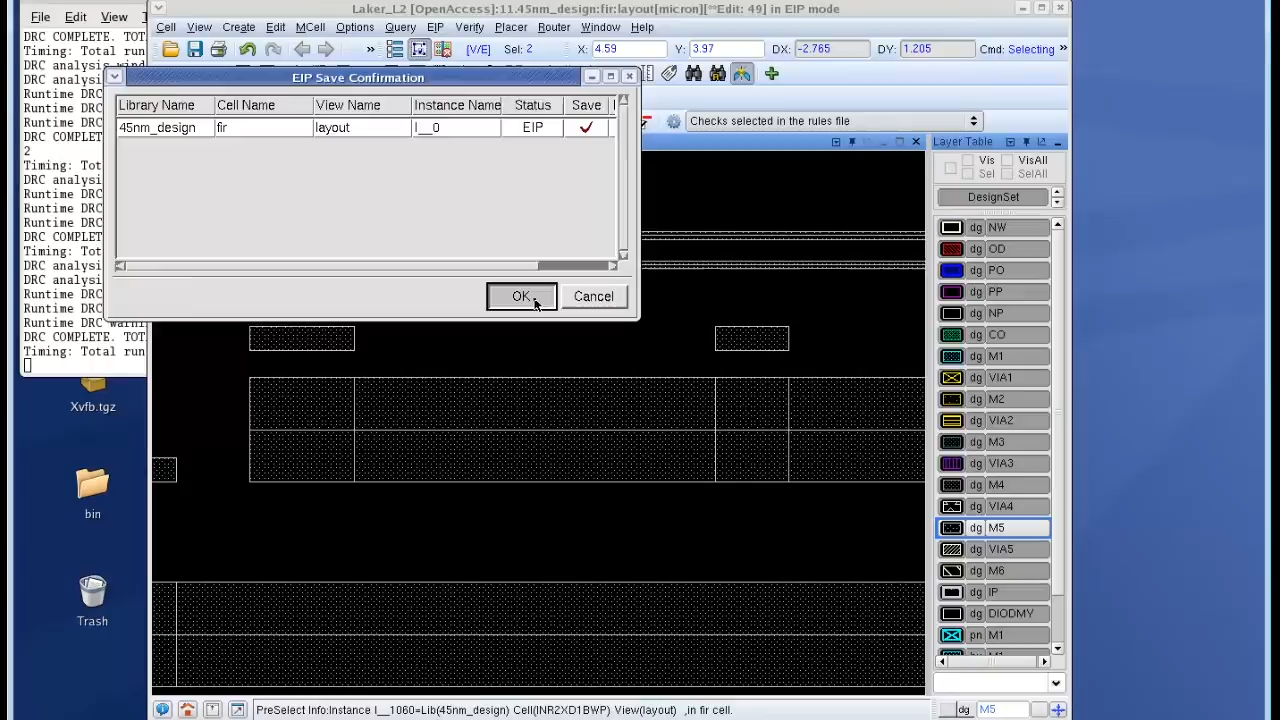 Laker_L2 [OpenAccess]:11.45nm_design:fir:layout[micron][**Edit: 49] in EIP mode
File Edit View
Cell View Create Edit MCell Options Query EIP Verify Placer Router Window Help
» [V/E] Sel: 2 X: 4.59 Y: 3.97 DX: -2.765 DY: 1.205 Cmd: Selecting »
DRC COMPLETE. TOT
Timing: Total run
DRC analysis wind
DRC analysi
Runtime DRC
Runtime DRC
Runtime DRC
DRC COMPLET
2
Timing: Tot
DRC analysi
Runtime DRC
Runtime DRC
Runtime DRC
DRC COMPLET
Timing: Tot
DRC analysi
DRC analysi
Runtime DRC
Runtime DRC
DRC COMPLETE. TOT
Timing: Total run
EIP Save Confirmation
Library Name Cell Name View Name Instance Name Status Save
45nm_design fir layout I__0 EIP
OK
Cancel
Checks selected in the rules file
Layer Table
Vis VisAll
Sel SelAll
DesignSet
dg NW
dg OD
dg PO
dg PP
dg NP
dg CO
dg M1
dg VIA1
dg M2
dg VIA2
dg M3
dg VIA3
dg M4
dg VIA4
dg M5
dg VIA5
dg M6
dg IP
dg DIODMY
pn M1
Xvfb.tgz
bin
Trash
PreSelect Info:Instance I__1060=Lib(45nm_design) Cell(INR2XD1BWP) View(layout) ,in fir cell.
dg M5